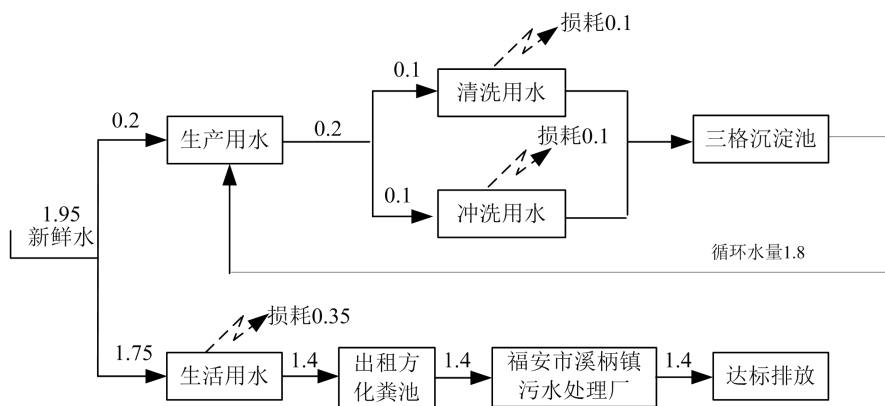 损耗0.1
0.1
清洗用水
0.2
生产用水
0.2
损耗0.1
三格沉淀池
0.1
冲洗用水
1.95
新鲜水
循环水量1.8
损耗0.35
1.75
生活用水
1.4
出租方
化粪池
1.4
福安市溪柄镇
污水处理厂
1.4
达标排放